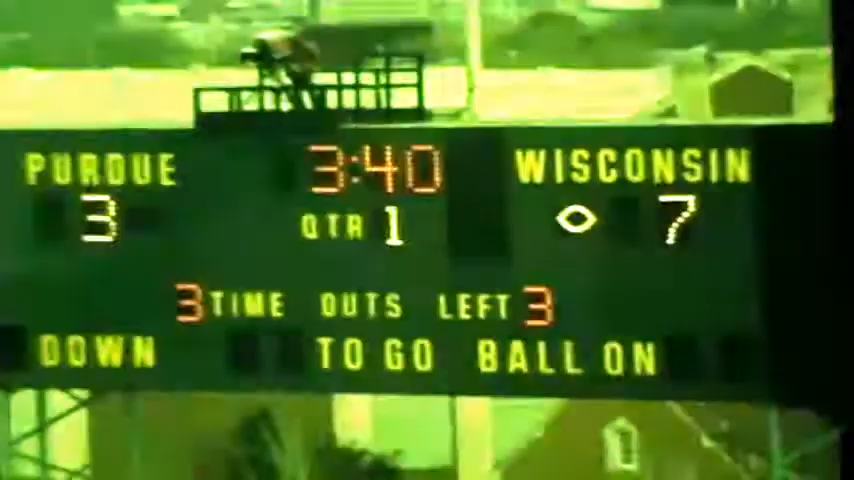 PURDUE 3:40 WISCONSIN
3 QTR 1 7
3 TIME OUTS LEFT 3
DOWN TO GO BALL ON